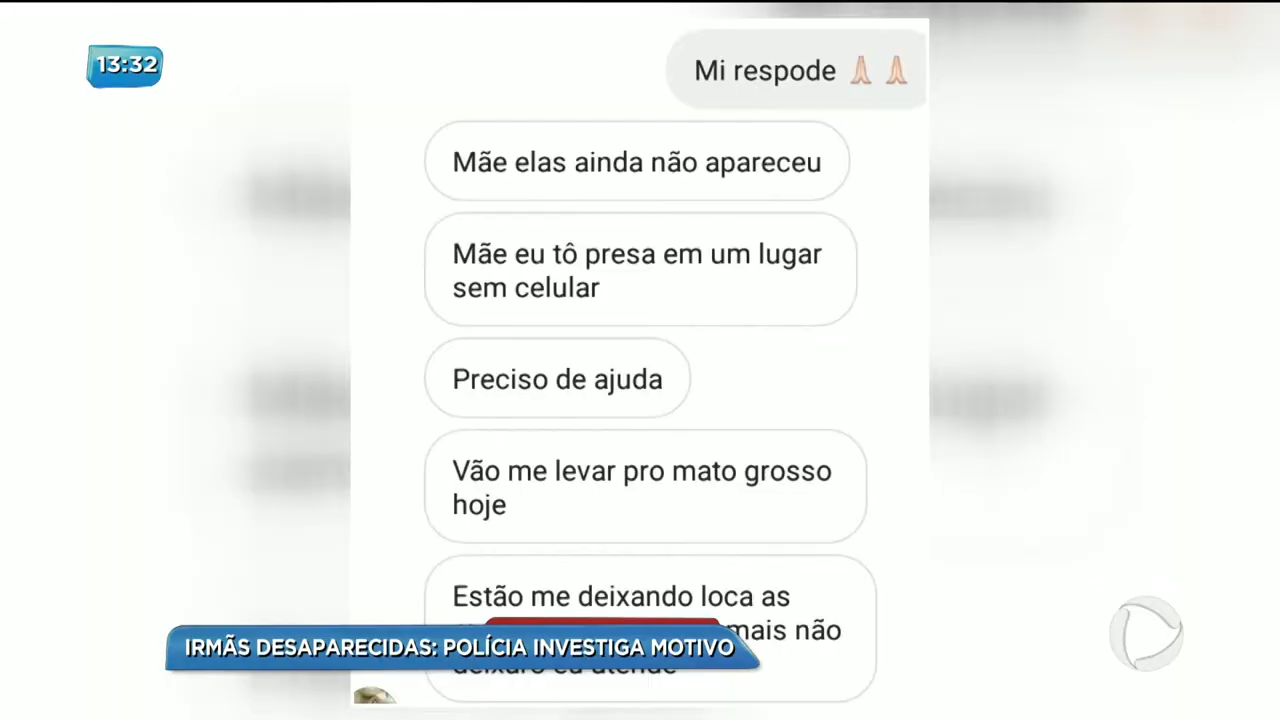 13:32
Mi respode 🙏🏻 🙏🏻
Mãe elas ainda não apareceu
Mãe eu tô presa em um lugar
sem celular
Preciso de ajuda
Vão me levar pro mato grosso
hoje
Estão me deixando loca as
mais não
IRMÃS DESAPARECIDAS: POLÍCIA INVESTIGA MOTIVO